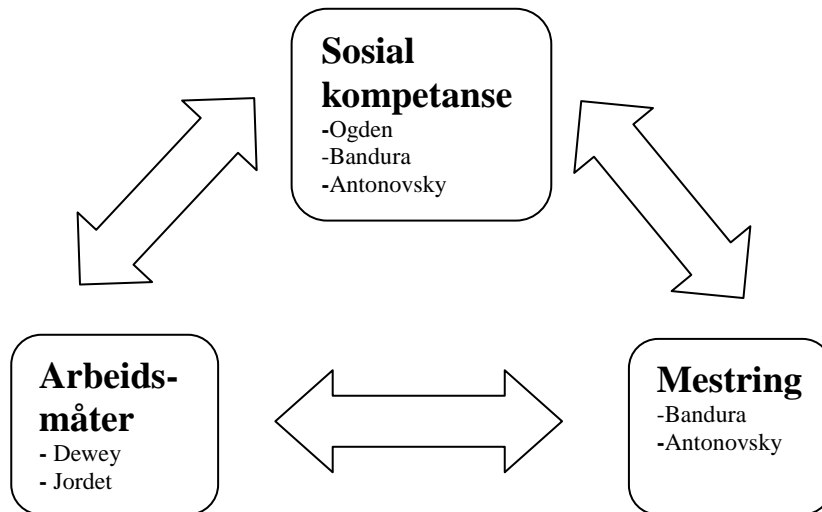 Sosial
kompetanse
-Ogden
-Bandura
-Antonovsky
Arbeids-
måter
- Dewey
- Jordet
Mestring
-Bandura
-Antonovsky